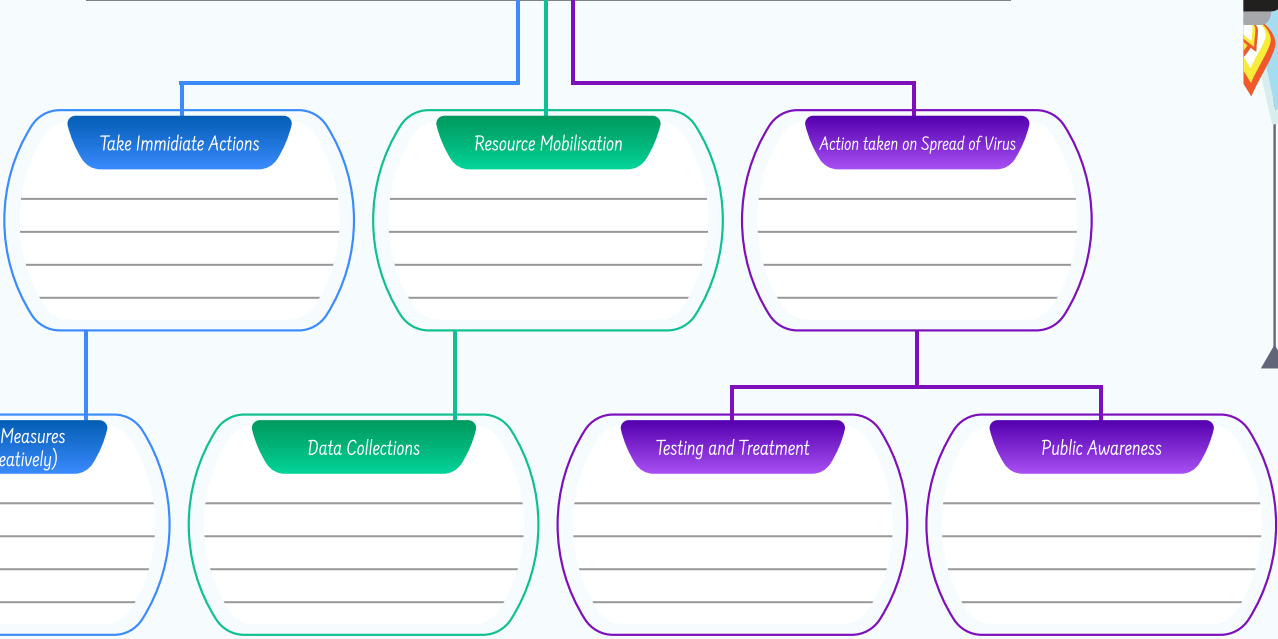 Take Immidiate Actions
Resource Mobilisation
Action taken on Spread of Virus
Measures
eatively)
Data Collections
Testing and Treatment
Public Awareness